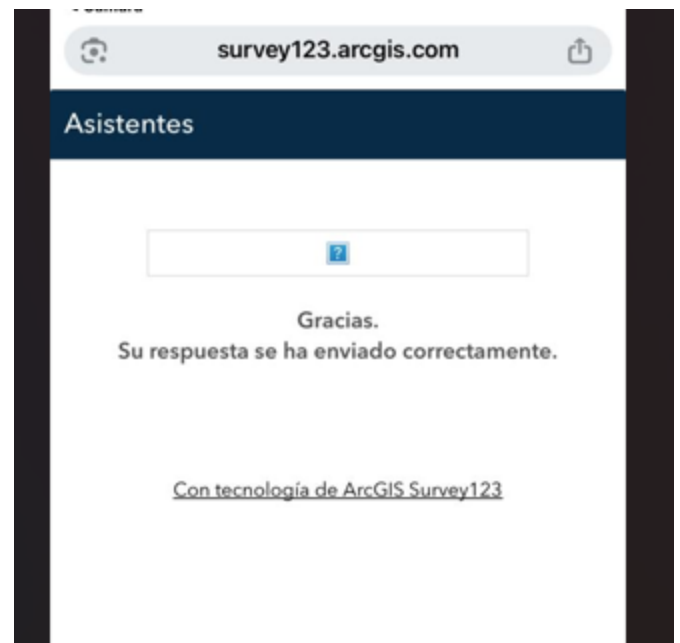 survey123.arcgis.com
Asistentes
?
Gracias.
Su respuesta se ha enviado correctamente.
Con tecnología de ArcGIS Survey123